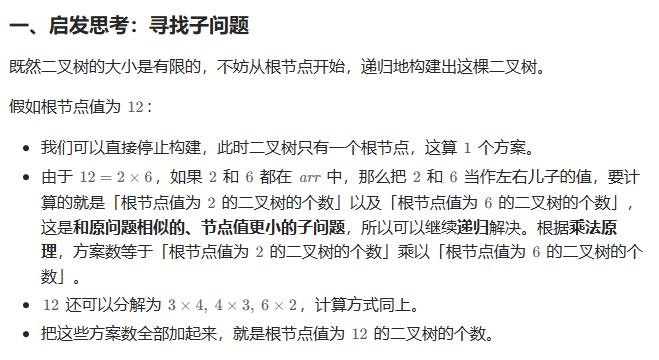 一、启发思考：寻找子问题
既然二叉树的大小是有限的，不妨从根节点开始，递归地构建出这棵二叉树。
假如根节点值为 12：
• 我们可以直接停止构建，此时二叉树只有一个根节点，这算 1 个方案。
• 由于 12 = 2 × 6，如果 2 和 6 都在 arr 中，那么把 2 和 6 当作左右儿子的值，要计
算的就是「根节点值为 2 的二叉树的个数」以及「根节点值为 6 的二叉树的个数」，
这是和原问题相似的、节点值更小的子问题，所以可以继续递归解决。根据乘法原
理，方案数等于「根节点值为 2 的二叉树的个数」乘以「根节点值为 6 的二叉树的个
数」。
• 12 还可以分解为 3 × 4, 4 × 3, 6 × 2，计算方式同上。
• 把这些方案数全部加起来，就是根节点值为 12 的二叉树的个数。